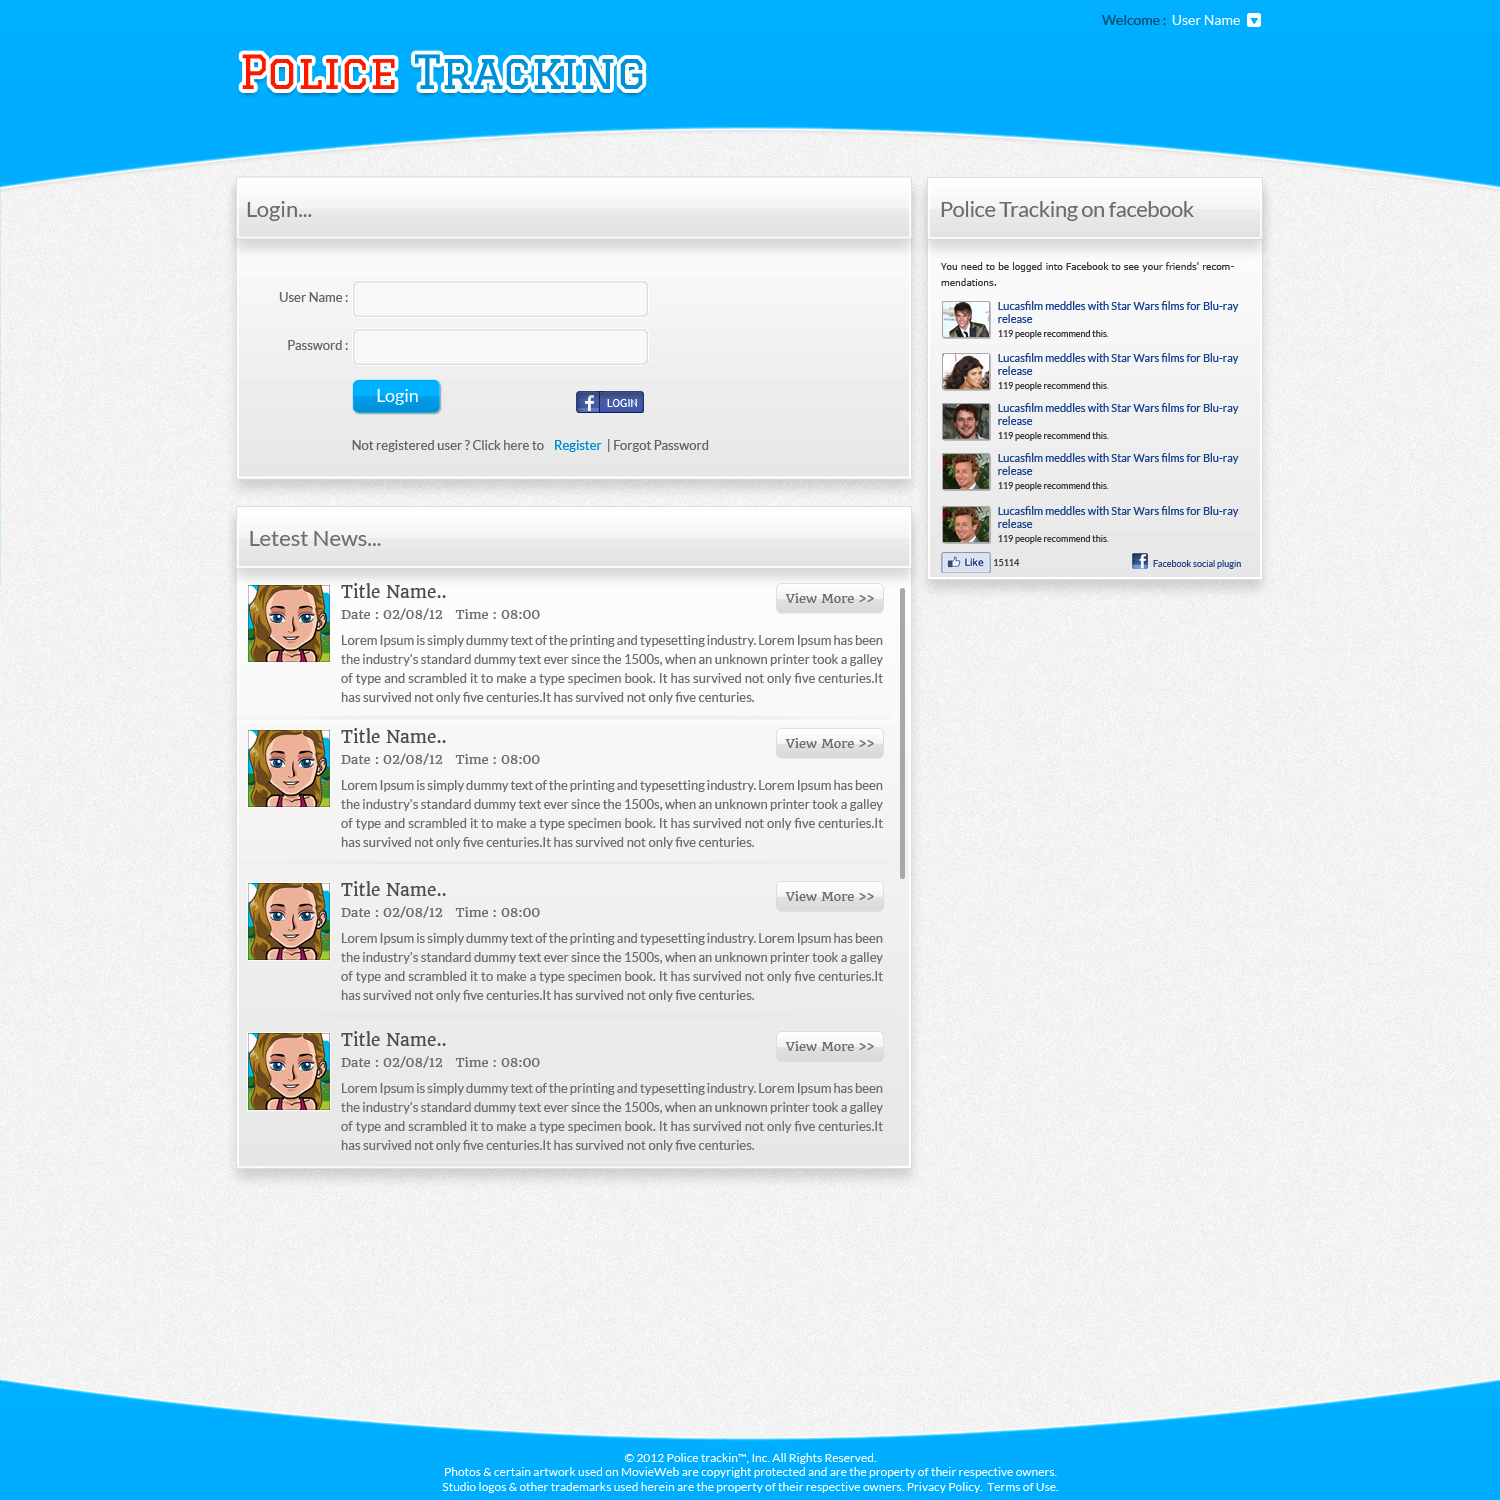 Welcome : User Name
POLICE TRACKING
Login...
User Name :
Password :
Login
LOGIN
Not registered user ? Click here to Register | Forgot Password
Police Tracking on facebook
You need to be logged into Facebook to see your friends' recom-
mendations.
Lucasfilm meddles with Star Wars films for Blu-ray
release
119 people recommend this.
Lucasfilm meddles with Star Wars films for Blu-ray
release
119 people recommend this.
Lucasfilm meddles with Star Wars films for Blu-ray
release
119 people recommend this.
Lucasfilm meddles with Star Wars films for Blu-ray
release
119 people recommend this.
Lucasfilm meddles with Star Wars films for Blu-ray
release
119 people recommend this.
Like 15114 Facebook social plugin
Letest News...
Title Name..
View More >>
Date : 02/08/12 Time : 08:00
Lorem Ipsum is simply dummy text of the printing and typesetting industry. Lorem Ipsum has been
the industry's standard dummy text ever since the 1500s, when an unknown printer took a galley
of type and scrambled it to make a type specimen book. It has survived not only five centuries.It
has survived not only five centuries.It has survived not only five centuries.
Title Name..
View More >>
Date : 02/08/12 Time : 08:00
Lorem Ipsum is simply dummy text of the printing and typesetting industry. Lorem Ipsum has been
the industry's standard dummy text ever since the 1500s, when an unknown printer took a galley
of type and scrambled it to make a type specimen book. It has survived not only five centuries.It
has survived not only five centuries.It has survived not only five centuries.
Title Name..
View More >>
Date : 02/08/12 Time : 08:00
Lorem Ipsum is simply dummy text of the printing and typesetting industry. Lorem Ipsum has been
the industry's standard dummy text ever since the 1500s, when an unknown printer took a galley
of type and scrambled it to make a type specimen book. It has survived not only five centuries.It
has survived not only five centuries.It has survived not only five centuries.
Title Name..
View More >>
Date : 02/08/12 Time : 08:00
Lorem Ipsum is simply dummy text of the printing and typesetting industry. Lorem Ipsum has been
the industry's standard dummy text ever since the 1500s, when an unknown printer took a galley
of type and scrambled it to make a type specimen book. It has survived not only five centuries.It
has survived not only five centuries.It has survived not only five centuries.
© 2012 Police trackin™, Inc. All Rights Reserved.
Photos & certain artwork used on MovieWeb are copyright protected and are the property of their respective owners.
Studio logos & other trademarks used herein are the property of their respective owners. Privacy Policy. Terms of Use.